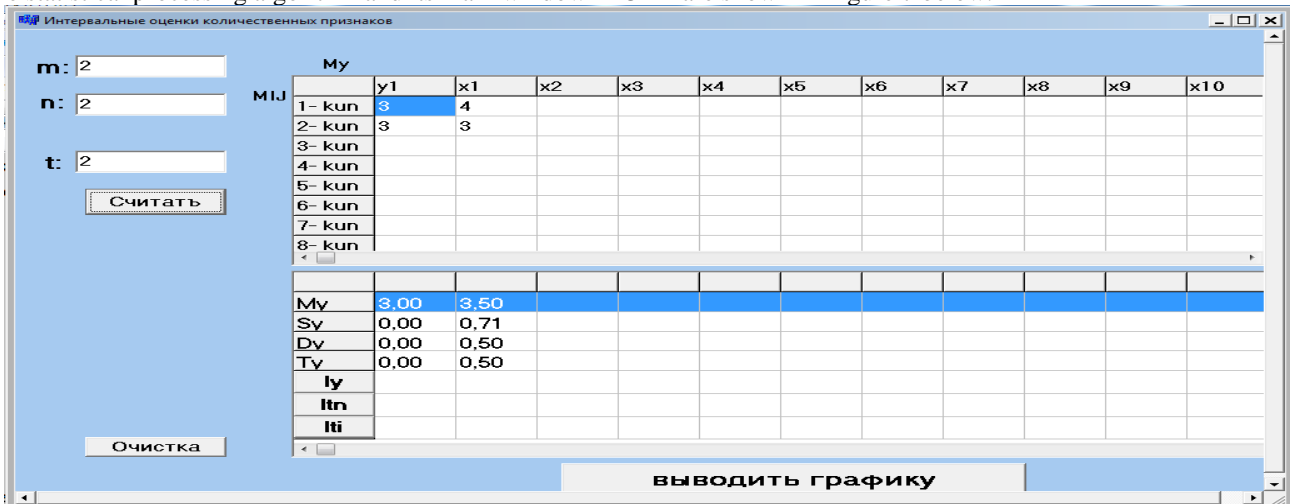 Интервальные оценки количественных признаков
m: 2
n: 2
t: 2
Считать
Очистка
My
MIJ
y1 x1 x2 x3 x4 x5 x6 x7 x8 x9 x10
1- kun 3 4
2- kun 3 3
3- kun
4- kun
5- kun
6- kun
7- kun
8- kun
My 3,00 3,50
Sy 0,00 0,71
Dy 0,00 0,50
Ty 0,00 0,50
Iy
Itn
Iti
выводить графику